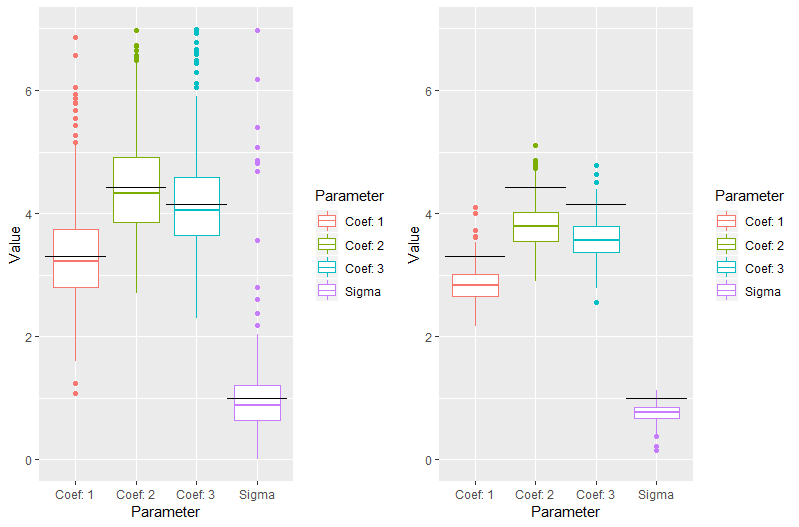 Value
6
4
2
0
Coef: 1 Coef: 2 Coef: 3 Sigma
Parameter
Parameter
Coef: 1
Coef: 2
Coef: 3
Sigma
Value
6
4
2
0
Coef: 1 Coef: 2 Coef: 3 Sigma
Parameter
Parameter
Coef: 1
Coef: 2
Coef: 3
Sigma